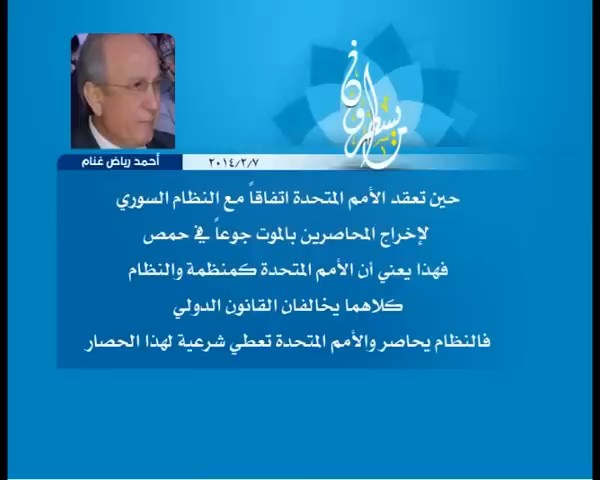 يسطرون
أحمد رياض غنام
٢٠١٤/٢/٧
حين تعقد الأمم المتحدة اتفاقاً مع النظام السوري
لإخراج المحاصرين بالموت جوعاً في حمص
فهذا يعني أن الأمم المتحدة كمنظمة والنظام
كلاهما يخالفان القانون الدولي
فالنظام يحاصر والأمم المتحدة تعطي شرعية لهذا الحصار